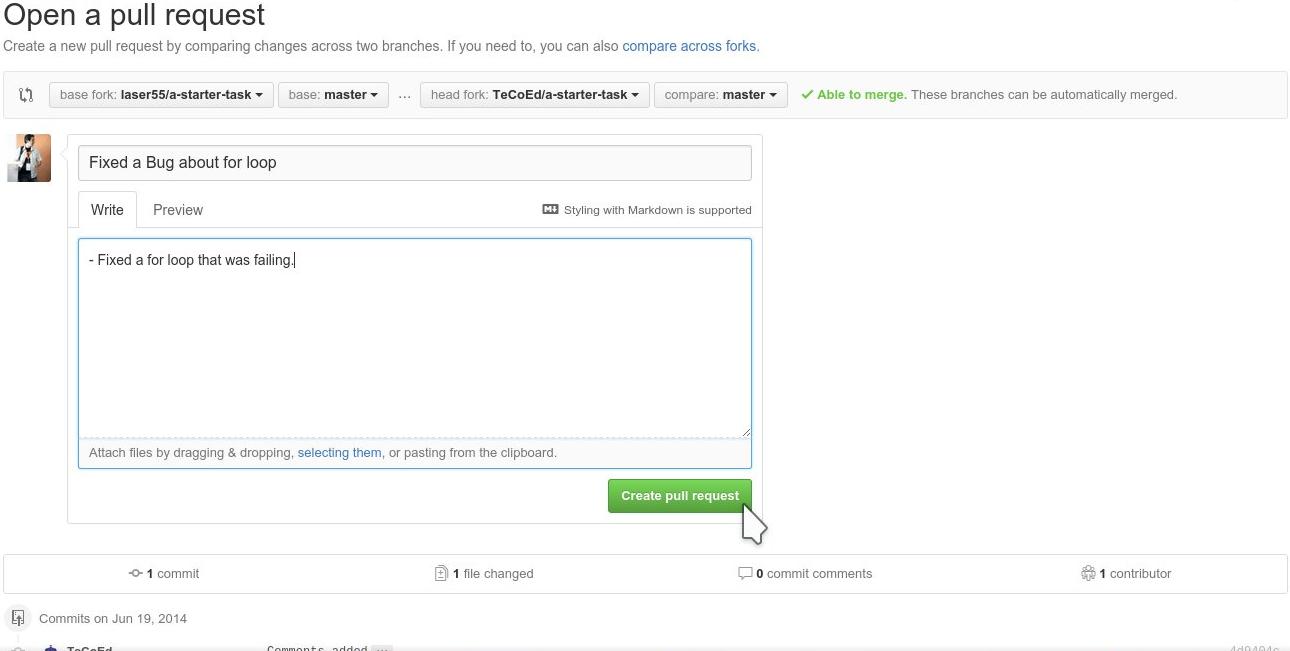 Open a pull request
Create a new pull request by comparing changes across two branches. If you need to, you can also compare across forks.
base fork: laser55/a-starter-task base: master ... head fork: TeCoEd/a-starter-task compare: master Able to merge. These branches can be automatically merged.
Fixed a Bug about for loop
Write Preview Styling with Markdown is supported
- Fixed a for loop that was failing.
Attach files by dragging & dropping, selecting them, or pasting from the clipboard.
Create pull request
1 commit 1 file changed 0 commit comments 1 contributor
Commits on Jun 19, 2014
TeCoEd Comments added ...